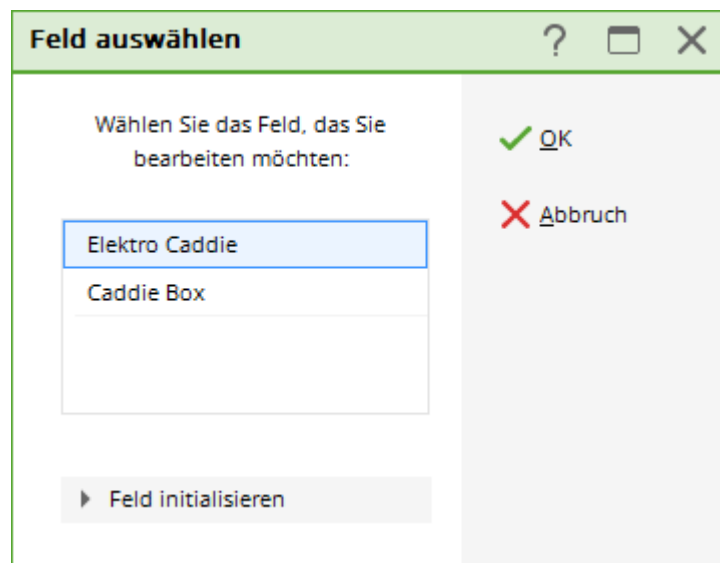 Feld auswählen
Wählen Sie das Feld, das Sie
bearbeiten möchten:
OK
Abbruch
Elektro Caddie
Caddie Box
Feld initialisieren